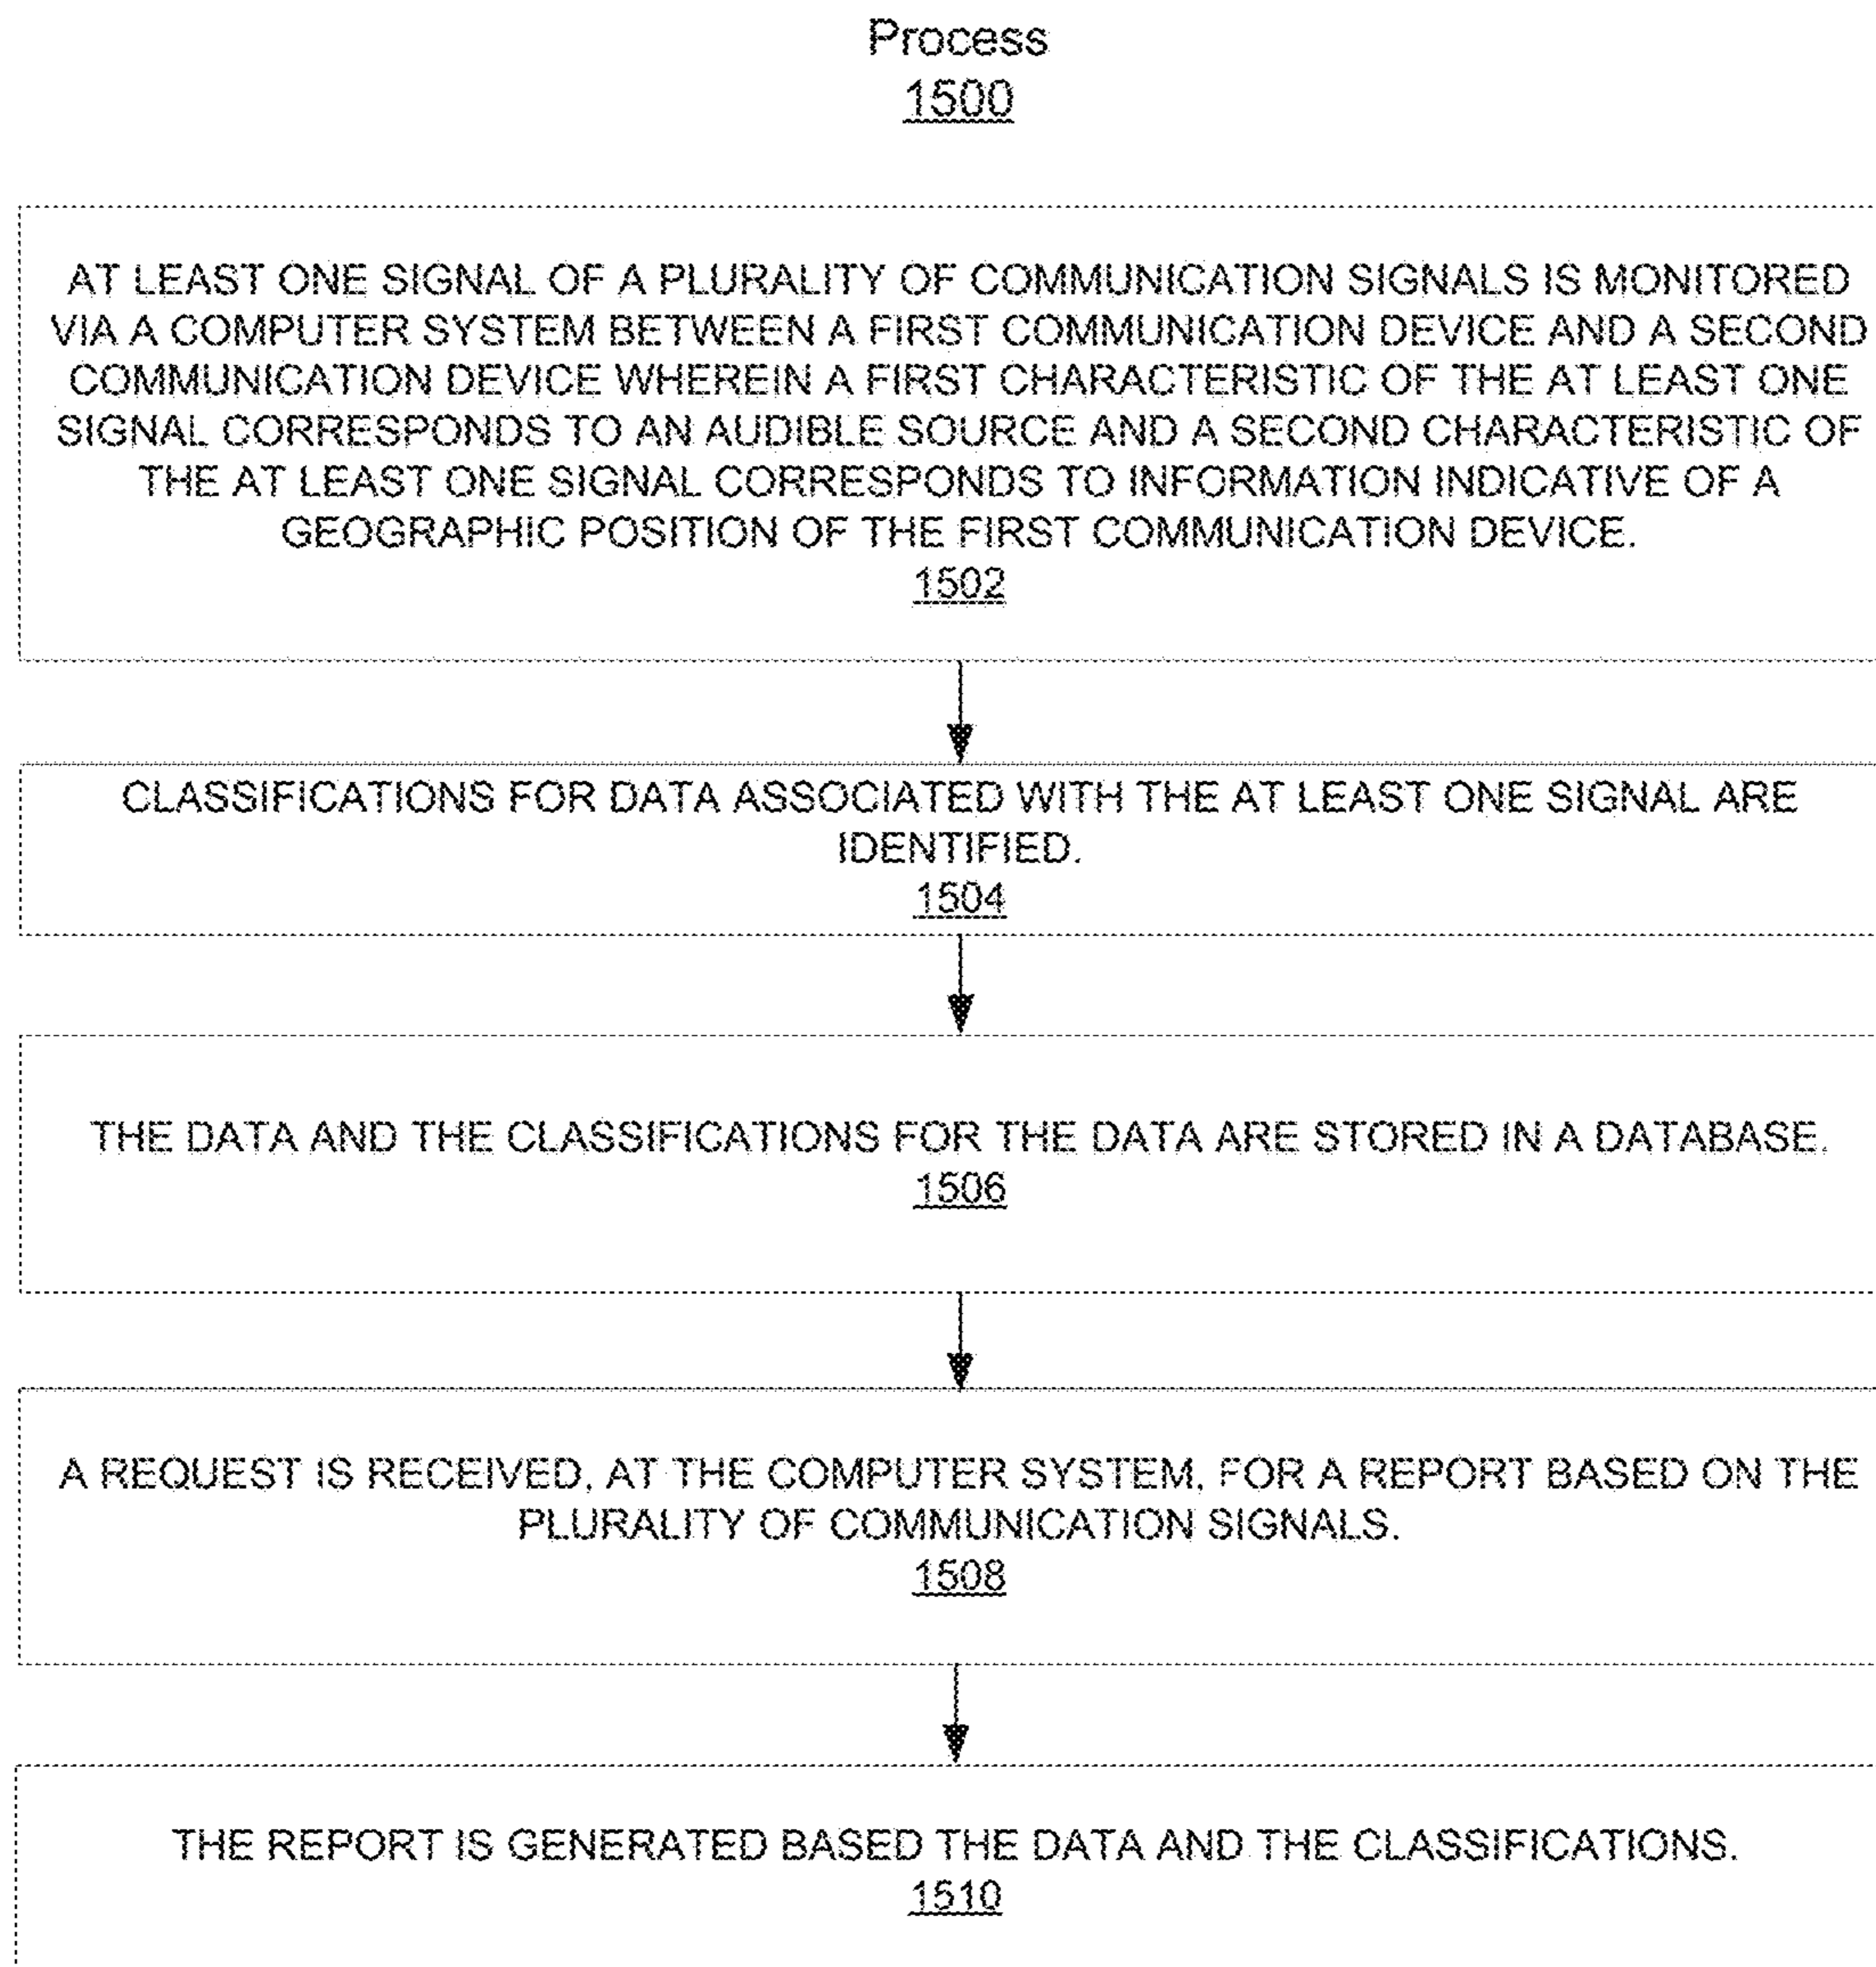 Process
1500
AT LEAST ONE SIGNAL OF A PLURALITY OF COMMUNICATION SIGNALS IS MONITORED
VIA A COMPUTER SYSTEM BETWEEN A FIRST COMMUNICATION DEVICE AND A SECOND
COMMUNICATION DEVICE WHEREIN A FIRST CHARACTERISTIC OF THE AT LEAST ONE
SIGNAL CORRESPONDS TO AN AUDIBLE SOURCE AND A SECOND CHARACTERISTIC OF
THE AT LEAST ONE SIGNAL CORRESPONDS TO INFORMATION INDICATIVE OF A
GEOGRAPHIC POSITION OF THE FIRST COMMUNICATION DEVICE.
1502
CLASSIFICATIONS FOR DATA ASSOCIATED WITH THE AT LEAST ONE SIGNAL ARE
IDENTIFIED.
1504
THE DATA AND THE CLASSIFICATIONS FOR THE DATA ARE STORED IN A DATABASE.
1506
A REQUEST IS RECEIVED, AT THE COMPUTER SYSTEM, FOR A REPORT BASED ON THE
PLURALITY OF COMMUNICATION SIGNALS.
1508
THE REPORT IS GENERATED BASED THE DATA AND THE CLASSIFICATIONS.
1510